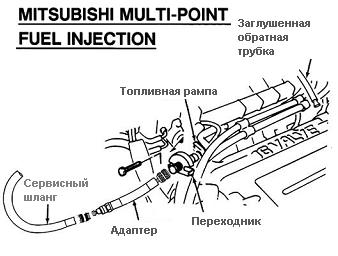 MITSUBISHI MULTI-POINT
FUEL INJECTION
Заглушенная
обратная
трубка
Топливная рампа
Сервисный
шланг
Адаптер
Переходник